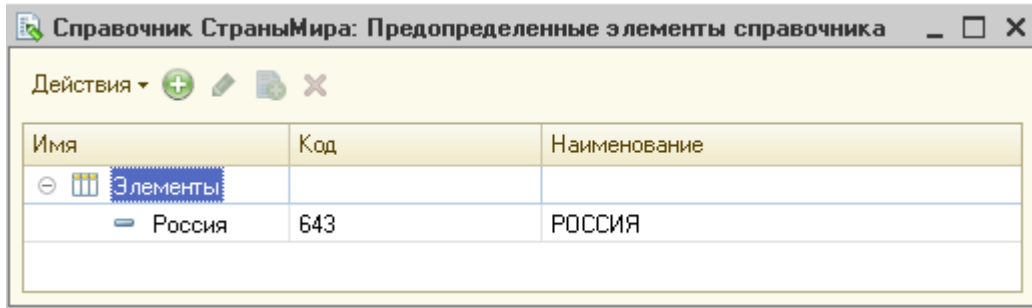 Справочник СтраныМира: Предопределенные элементы справочника
Действия
Имя Код Наименование
Элементы
Россия 643 РОССИЯ